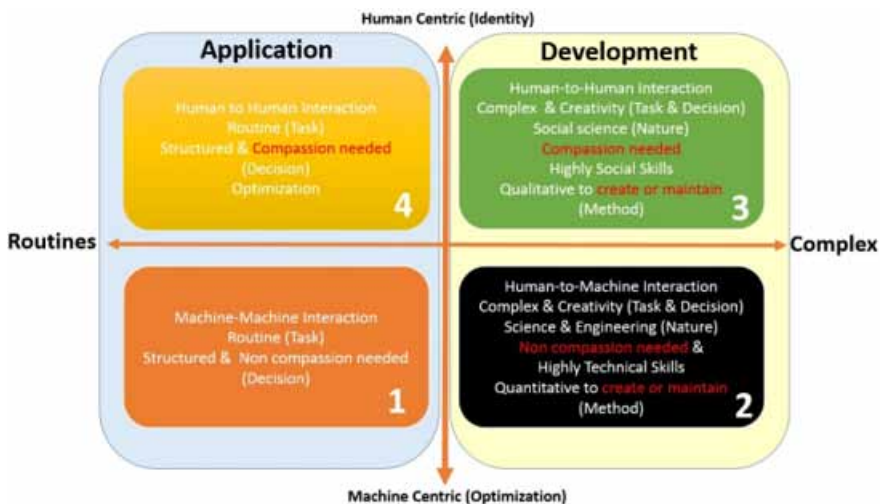 Human Centric (Identity)
Application
Development
Human to Human Interaction
Routine (Task)
Structured & Compassion needed
(Decision)
Optimization
4
Human-to-Human Interaction
Complex & Creativity (Task & Decision)
Social science (Nature)
Compassion needed
Highly Social Skills
Qualitative to create or maintain
(Method)
3
Routines
Complex
Machine-Machine Interaction
Routine (Task)
Structured & Non compassion needed
(Decision)
1
Human-to-Machine Interaction
Complex & Creativity (Task & Decision)
Science & Engineering (Nature)
Non compassion needed &
Highly Technical Skills
Quantitative to create or maintain
(Method)
2
Machine Centric (Optimization)